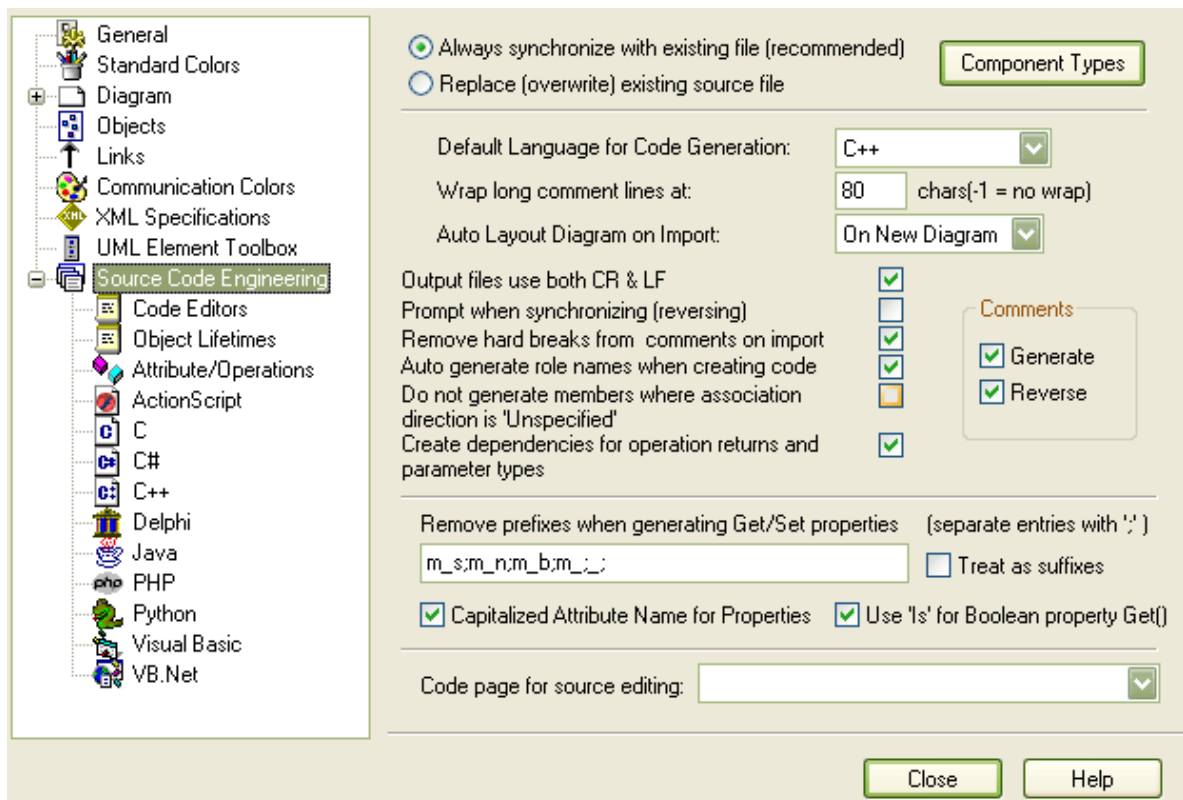 General
Standard Colors
Diagram
Objects
Links
Communication Colors
XML Specifications
UML Element Toolbox
Source Code Engineering
Code Editors
Object Lifetimes
Attribute/Operations
ActionScript
C
C#
C++
Delphi
Java
PHP
Python
Visual Basic
VB.Net
Always synchronize with existing file (recommended)
Replace (overwrite) existing source file
Component Types
Default Language for Code Generation: C++
Wrap long comment lines at: 80 chars(-1 = no wrap)
Auto Layout Diagram on Import: On New Diagram
Output files use both CR & LF
Prompt when synchronizing (reversing)
Remove hard breaks from comments on import
Auto generate role names when creating code
Do not generate members where association
direction is 'Unspecified'
Create dependencies for operation returns and
parameter types
Comments
Generate
Reverse
Remove prefixes when generating Get/Set properties (separate entries with ';' )
m_s;m_n;m_b;m_;_;
Treat as suffixes
Capitalized Attribute Name for Properties
Use 'Is' for Boolean property Get()
Code page for source editing:
Close
Help